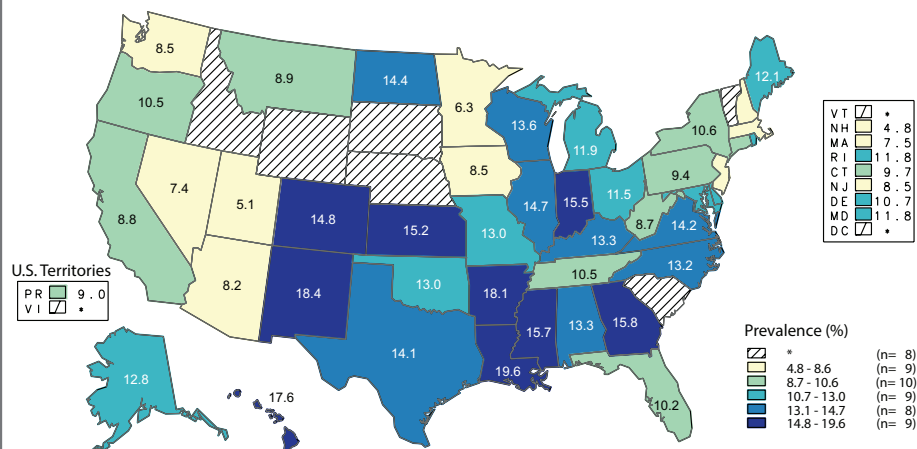 8.5
8.9
14.4
6.3
12.1
10.5
13.6
11.9
10.6
VT *
NH 4.8
MA 7.5
RI 11.8
CT 9.7
NJ 8.5
DE 10.7
MD 11.8
DC *
8.8
7.4
5.1
14.8
15.2
8.5
14.7
15.5
11.5
9.4
8.7
14.2
13.0
13.3
13.2
8.2
18.4
13.0
18.1
10.5
U.S. Territories
PR 9.0
VI *
14.1
19.6
15.7
13.3
15.8
10.2
12.8
17.6
Prevalence (%)
* (n= 8)
4.8 - 8.6 (n= 9)
8.7 - 10.6 (n= 10)
10.7 - 13.0 (n= 9)
13.1 - 14.7 (n= 8)
14.8 - 19.6 (n= 9)